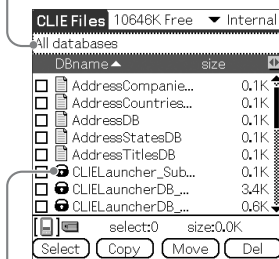 CLIE Files 10646K Free ▼ Internal
All databases
DBname▲ size
AddressCompanie... 0.1K
AddressCountries... 0.1K
AddressDB 0.1K
AddressStatesDB 0.1K
AddressTitlesDB 0.1K
CLIELauncher_Sub... 0.1K
CLIELauncherDB_... 3.4K
CLIELauncherDB_... 0.6K
select:0 size:0.0K
Select Copy Move Del